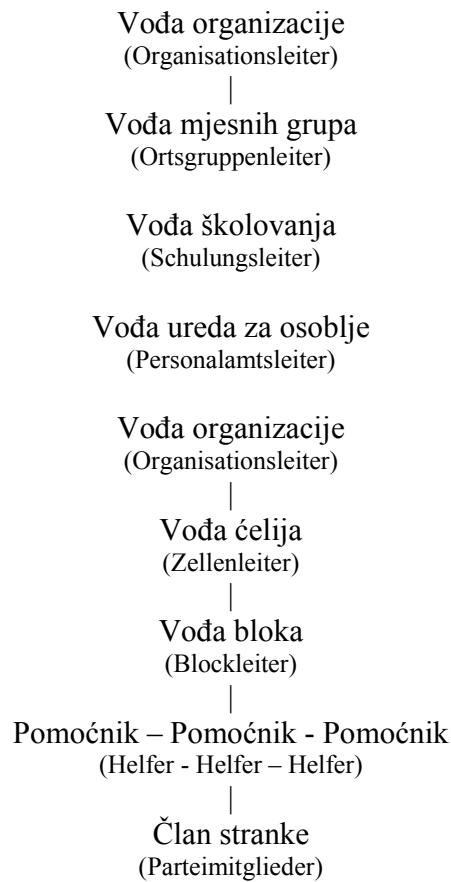 Vođa organizacije
(Organisationsleiter)
|
Vođa mjesnih grupa
(Ortsgruppenleiter)
Vođa školovanja
(Schulungsleiter)
Vođa ureda za osoblje
(Personalamtsleiter)
Vođa organizacije
(Organisationsleiter)
|
Vođa ćelija
(Zellenleiter)
|
Vođa bloka
(Blockleiter)
|
Pomoćnik – Pomoćnik - Pomoćnik
(Helfer - Helfer – Helfer)
|
Član stranke
(Parteimitglieder)